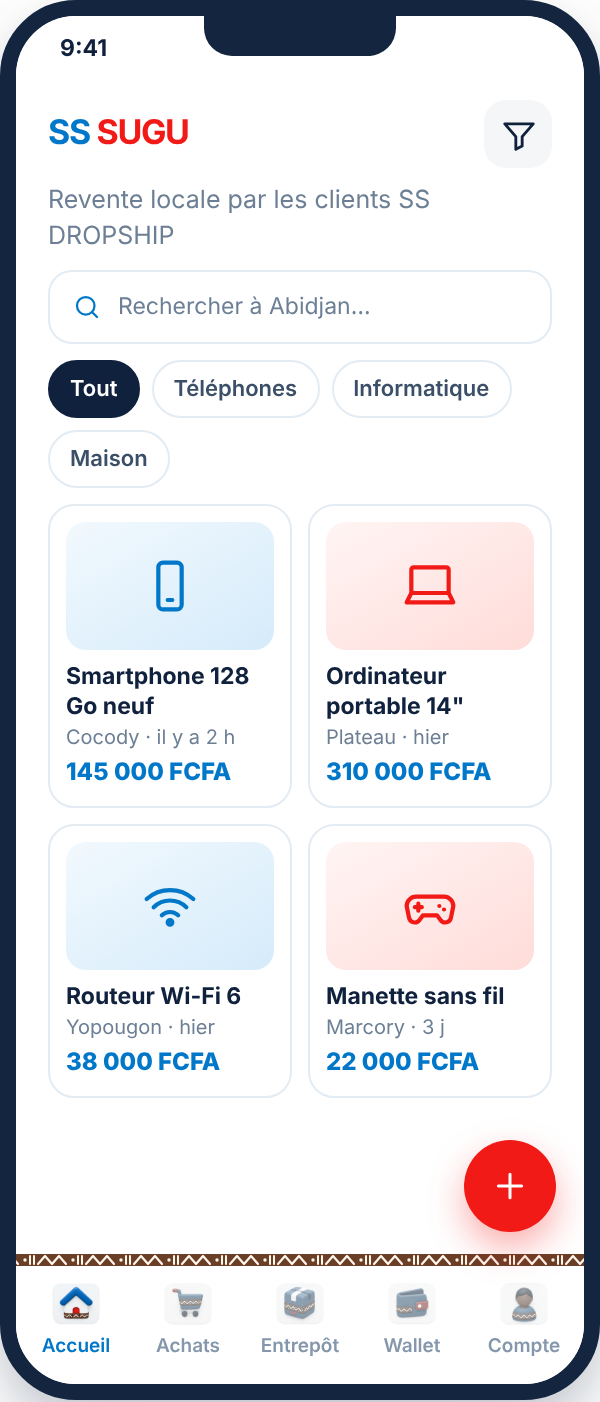 9:41
SS SUGU
Revente locale par les clients SS
DROPSHIP
Rechercher à Abidjan...
Tout
Téléphones
Informatique
Maison
Smartphone 128
Go neuf
Cocody · il y a 2 h
145 000 FCFA
Ordinateur
portable 14"
Plateau · hier
310 000 FCFA
Routeur Wi-Fi 6
Yopougon · hier
38 000 FCFA
Manette sans fil
Marcory · 3 j
22 000 FCFA
Accueil
Achats
Entrepôt
Wallet
Compte